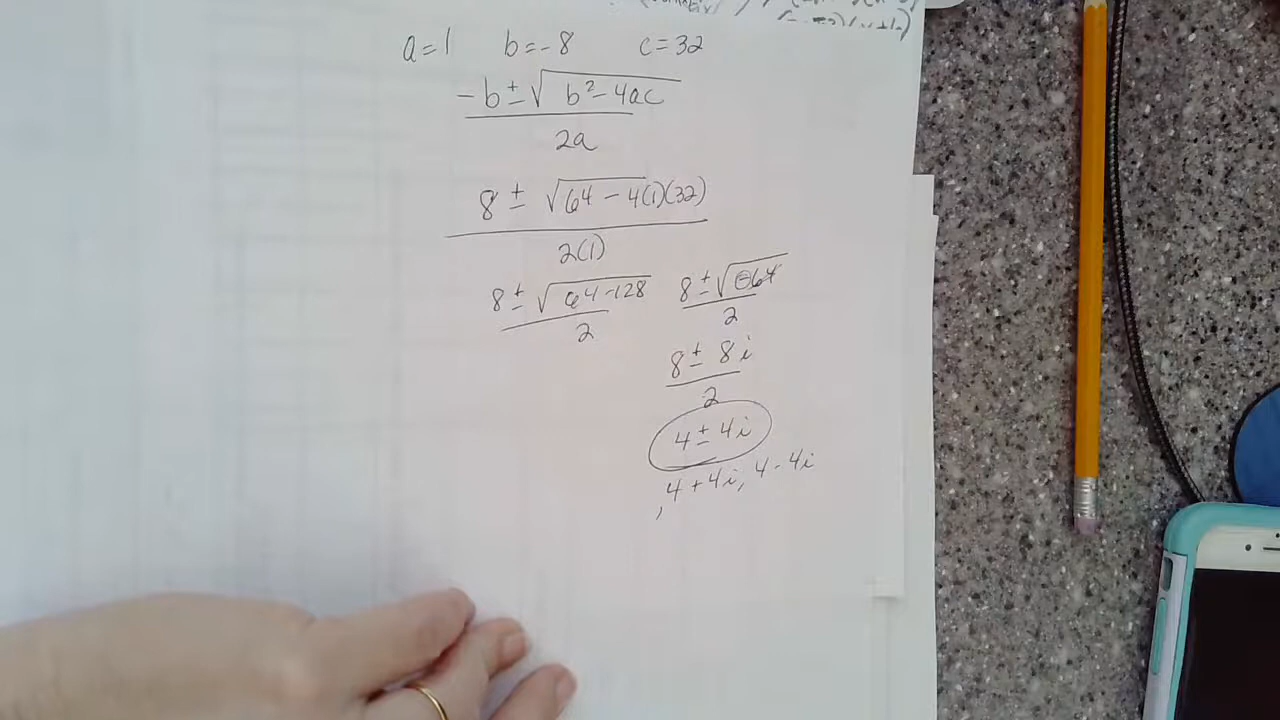 a=1 b=-8 c=32
-b±√b²-4ac
2a
8±√64-4(1)(32)
2(1)
8±√64-128
2
8±√-64
2
8±8i
2
4±4i
4+4i, 4-4i